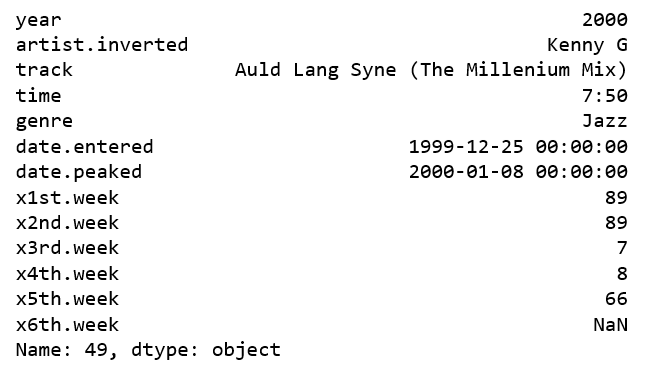 year 2000
artist.inverted Kenny G
track Auld Lang Syne (The Millenium Mix)
time 7:50
genre Jazz
date.entered 1999-12-25 00:00:00
date.peaked 2000-01-08 00:00:00
x1st.week 89
x2nd.week 89
x3rd.week 7
x4th.week 8
x5th.week 66
x6th.week NaN
Name: 49, dtype: object